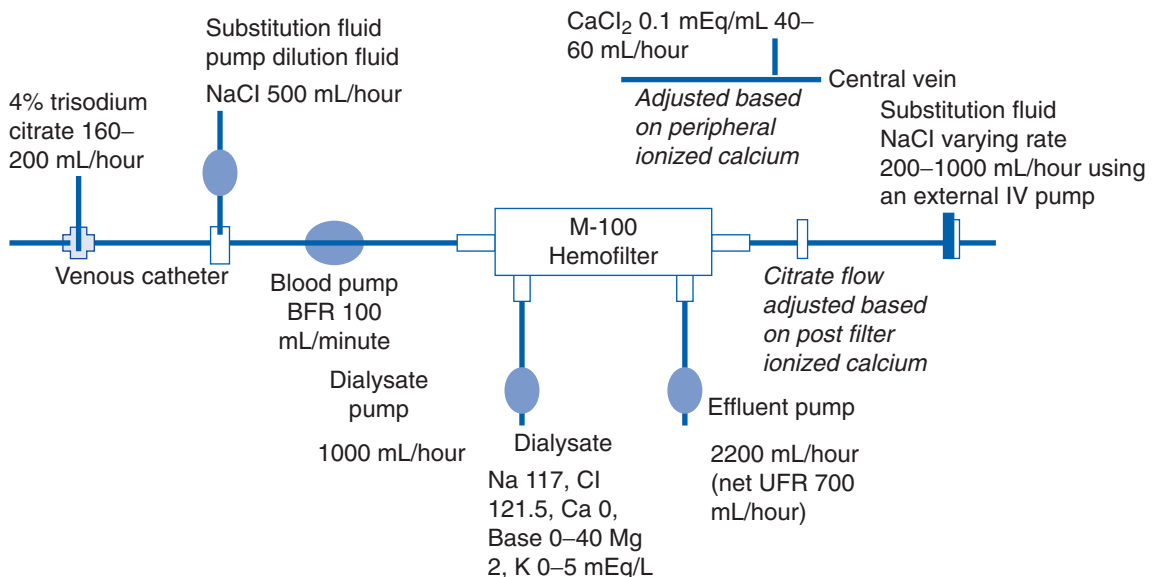 Substitution fluid
pump dilution fluid
NaCl 500 mL/hour
4% trisodium
citrate 160–
200 mL/hour
CaCl2 0.1 mEq/mL 40–
60 mL/hour
Central vein
Adjusted based
on peripheral
ionized calcium
Substitution fluid
NaCl varying rate
200–1000 mL/hour using
an external IV pump
Venous catheter
Blood pump
BFR 100
mL/minute
M-100
Hemofilter
Citrate flow
adjusted based
on post filter
ionized calcium
Dialysate
pump
1000 mL/hour
Dialysate
Na 117, Cl
121.5, Ca 0,
Base 0–40 Mg
2, K 0–5 mEq/L
Effluent pump
2200 mL/hour
(net UFR 700
mL/hour)